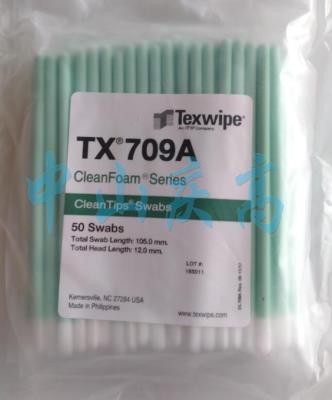 Texwipe®
An ITW Company
TX®709A
CleanFoam® Series
CleanTips® Swabs
50 Swabs
Total Swab Length: 105.0 mm.
Total Head Length: 12.0 mm.
LOT #:
Kernersville, NC 27284 USA
Made in Philippines
www.texwipe.com
中山庆高